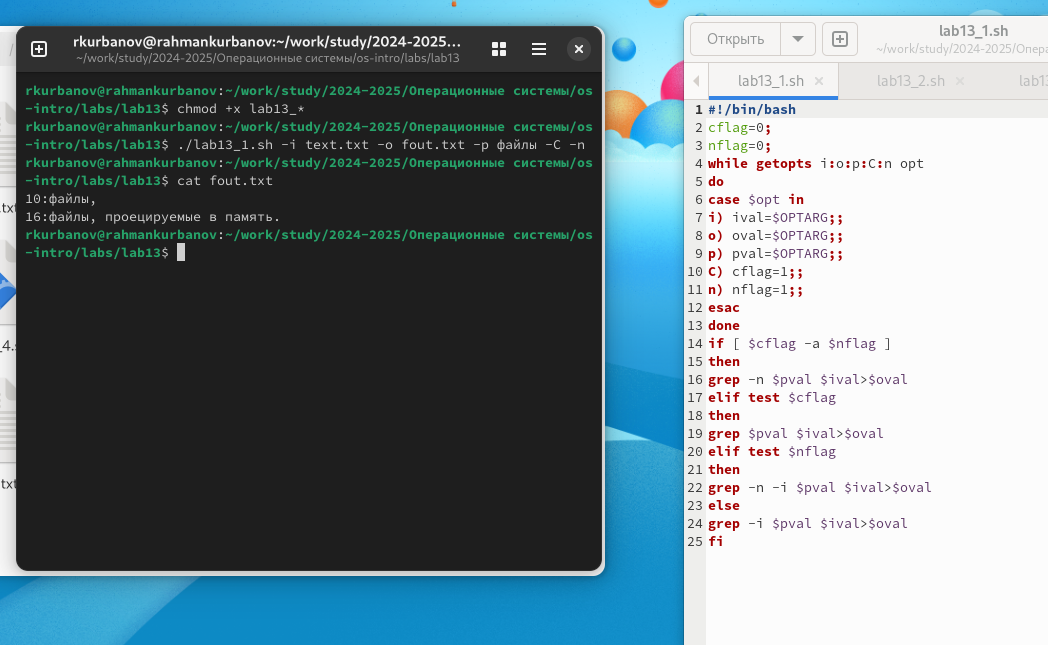 rkurbanov@rahmankurbanov:~/work/study/2024-2025...
~/work/study/2024-2025/Операционные системы/os-intro/labs/lab13
rkurbanov@rahmankurbanov:~/work/study/2024-2025/Операционные системы/os
-intro/labs/lab13$ chmod +x lab13_*
rkurbanov@rahmankurbanov:~/work/study/2024-2025/Операционные системы/os
-intro/labs/lab13$ ./lab13_1.sh -i text.txt -o fout.txt -p файлы -C -n
rkurbanov@rahmankurbanov:~/work/study/2024-2025/Операционные системы/os
-intro/labs/lab13$ cat fout.txt
10:файлы,
16:файлы, проецируемые в память.
rkurbanov@rahmankurbanov:~/work/study/2024-2025/Операционные системы/os
-intro/labs/lab13$
Открыть
lab13_1.sh
~/work/study/2024-2025/Опера
lab13_1.sh × lab13_2.sh × lab13
1 #!/bin/bash
2 cflag=0;
3 nflag=0;
4 while getopts i:o:p:C:n opt
5 do
6 case $opt in
7 i) ival=$OPTARG;;
8 o) oval=$OPTARG;;
9 p) pval=$OPTARG;;
10 C) cflag=1;;
11 n) nflag=1;;
12 esac
13 done
14 if [ $cflag -a $nflag ]
15 then
16 grep -n $pval $ival>$oval
17 elif test $cflag
18 then
19 grep $pval $ival>$oval
20 elif test $nflag
21 then
22 grep -n -i $pval $ival>$oval
23 else
24 grep -i $pval $ival>$oval
25 fi
.txt
_4.s
txt